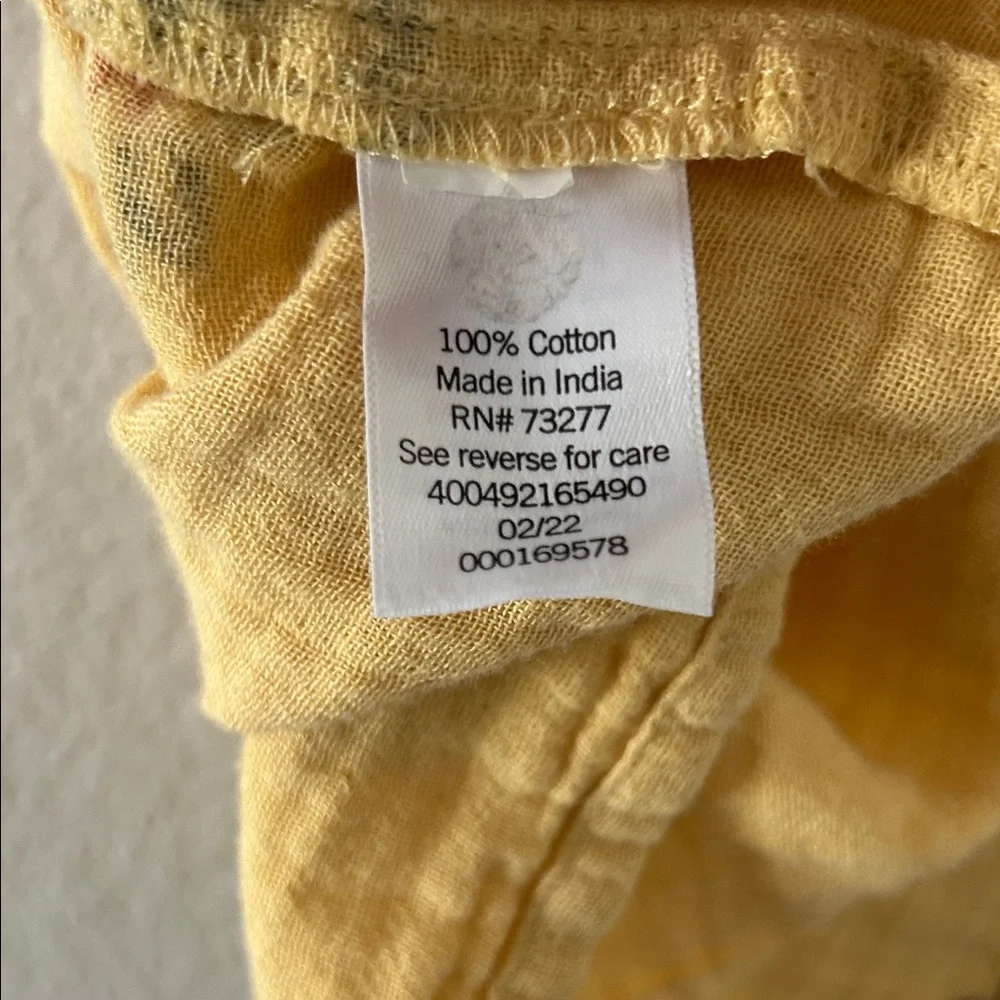 100% Cotton
Made in India
RN# 73277
See reverse for care
400492165490
02/22
000169578